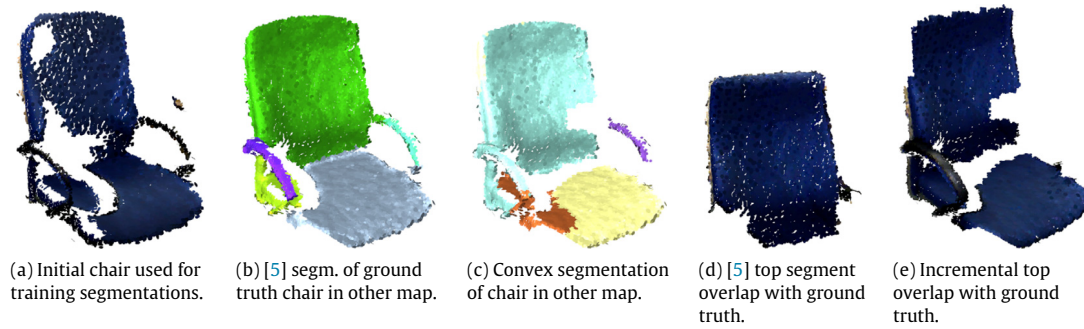 (a) Initial chair used for
training segmentations.
(b) [5] segm. of ground
truth chair in other map.
(c) Convex segmentation
of chair in other map.
(d) [5] top segment
overlap with ground
truth.
(e) Incremental top
overlap with ground
truth.